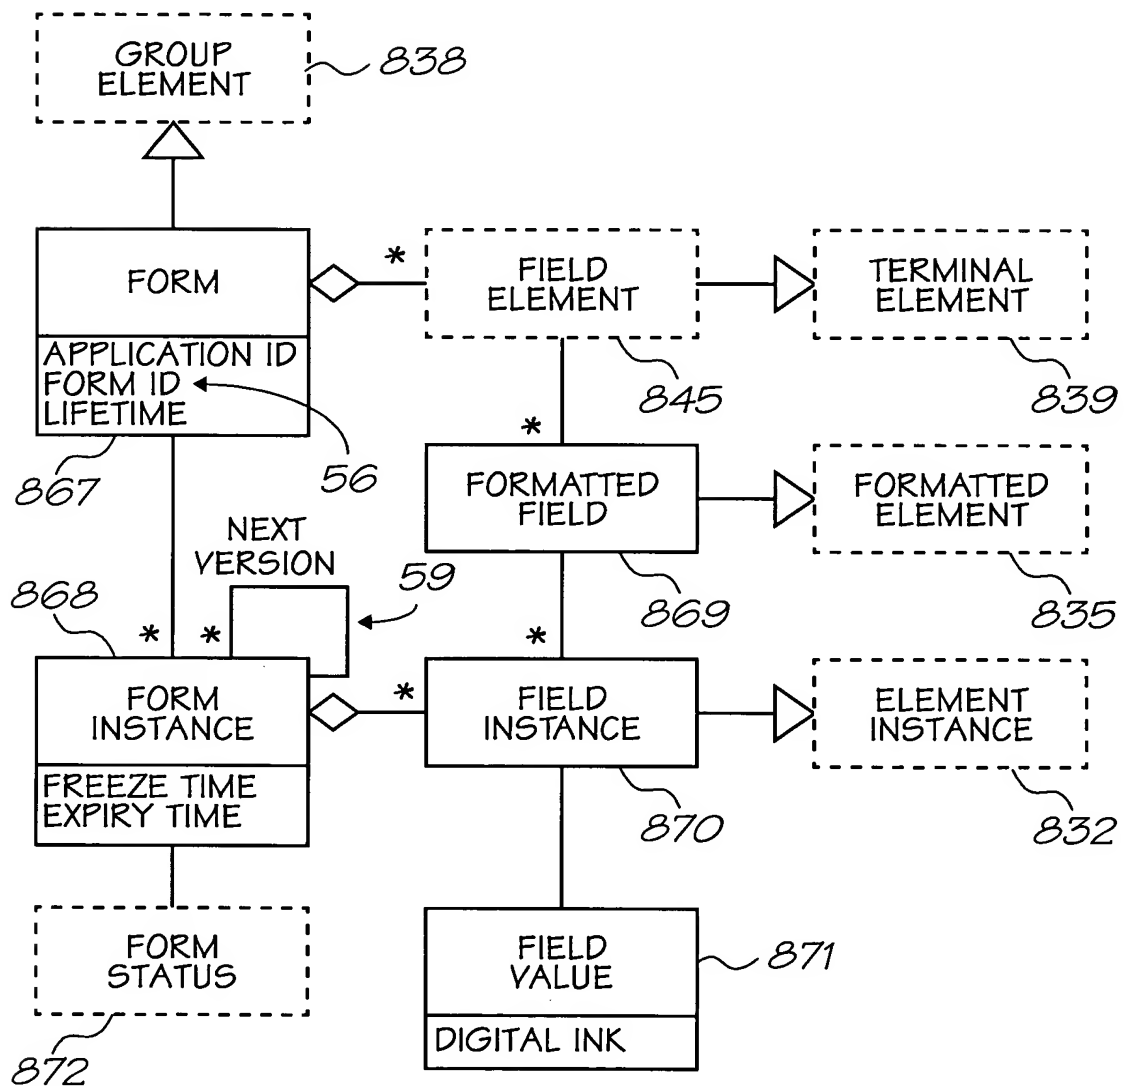 GROUP
ELEMENT
838
FORM
*
FIELD
ELEMENT
TERMINAL
ELEMENT
APPLICATION ID
FORM ID
LIFETIME
867
56
845
839
*
FORMATTED
FIELD
FORMATTED
ELEMENT
NEXT
VERSION
59
868
869
835
*
*
*
FORM
INSTANCE
*
FIELD
INSTANCE
ELEMENT
INSTANCE
FREEZE TIME
EXPIRY TIME
870
832
FORM
STATUS
872
FIELD
VALUE
871
DIGITAL INK